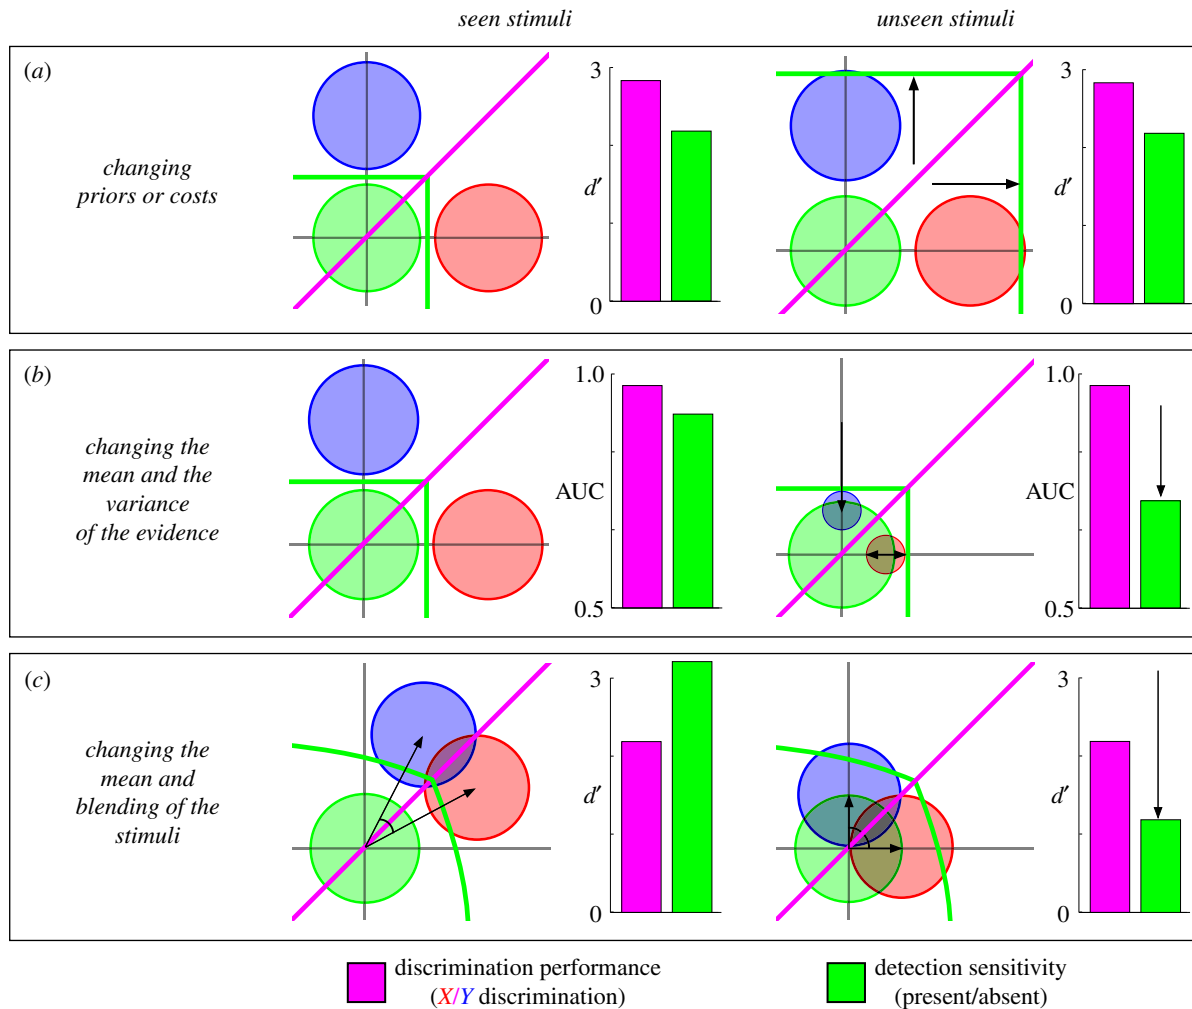 seen stimuli
unseen stimuli
(a)
changing
priors or costs
3
d′
0
3
d′
0
(b)
changing the
mean and the
variance
of the evidence
1.0
AUC
0.5
1.0
AUC
0.5
(c)
changing the
mean and
blending of the
stimuli
3
d′
0
3
d′
0
discrimination performance
(X/Y discrimination)
detection sensitivity
(present/absent)